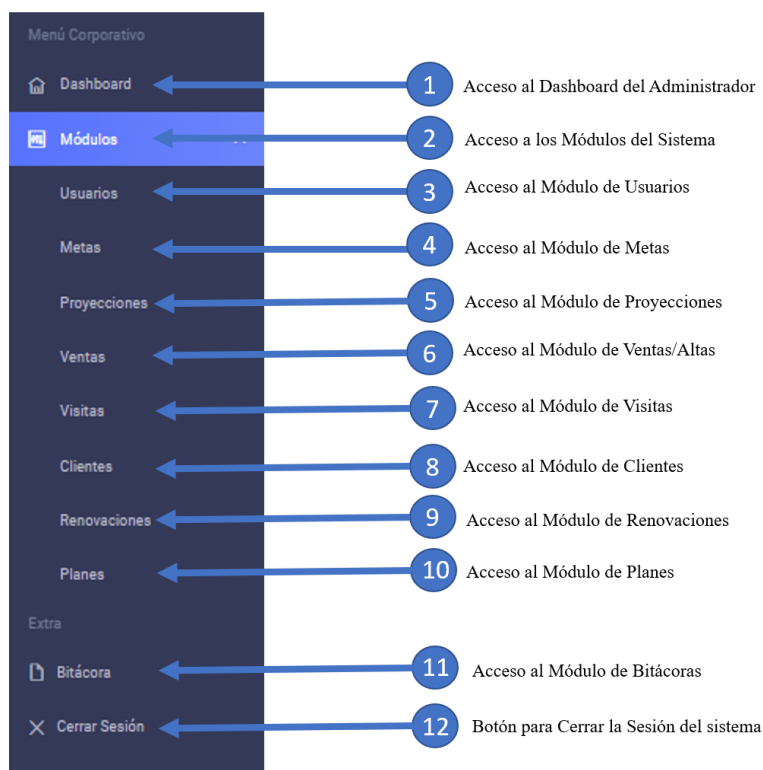 Menú Corporativo
Dashboard 1 Acceso al Dashboard del Administrador
Módulos 2 Acceso a los Módulos del Sistema
Usuarios 3 Acceso al Módulo de Usuarios
Metas 4 Acceso al Módulo de Metas
Proyecciones 5 Acceso al Módulo de Proyecciones
Ventas 6 Acceso al Módulo de Ventas/Altas
Visitas 7 Acceso al Módulo de Visitas
Clientes 8 Acceso al Módulo de Clientes
Renovaciones 9 Acceso al Módulo de Renovaciones
Planes 10 Acceso al Módulo de Planes
Extra
Bitácora 11 Acceso al Módulo de Bitácoras
Cerrar Sesión 12 Botón para Cerrar la Sesión del sistema